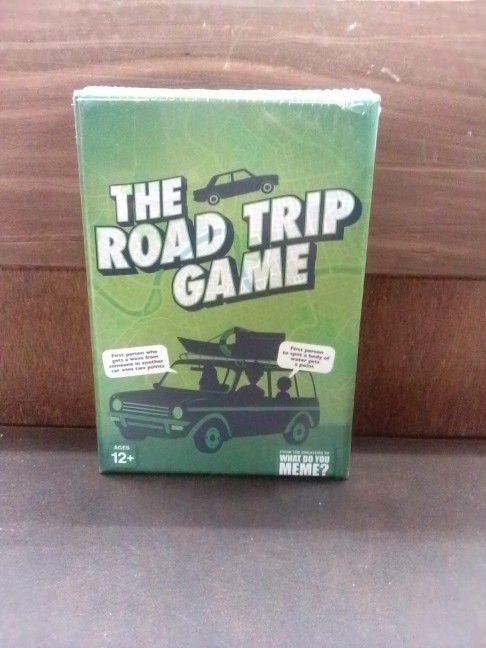 THE
ROAD TRIP
GAME
First person who
gets a wave from
someone in another
car wins two points
First person
to spot a body of
water gets
a point
AGES
12+
FROM THE CREATORS OF
WHAT DO YOU
MEME?